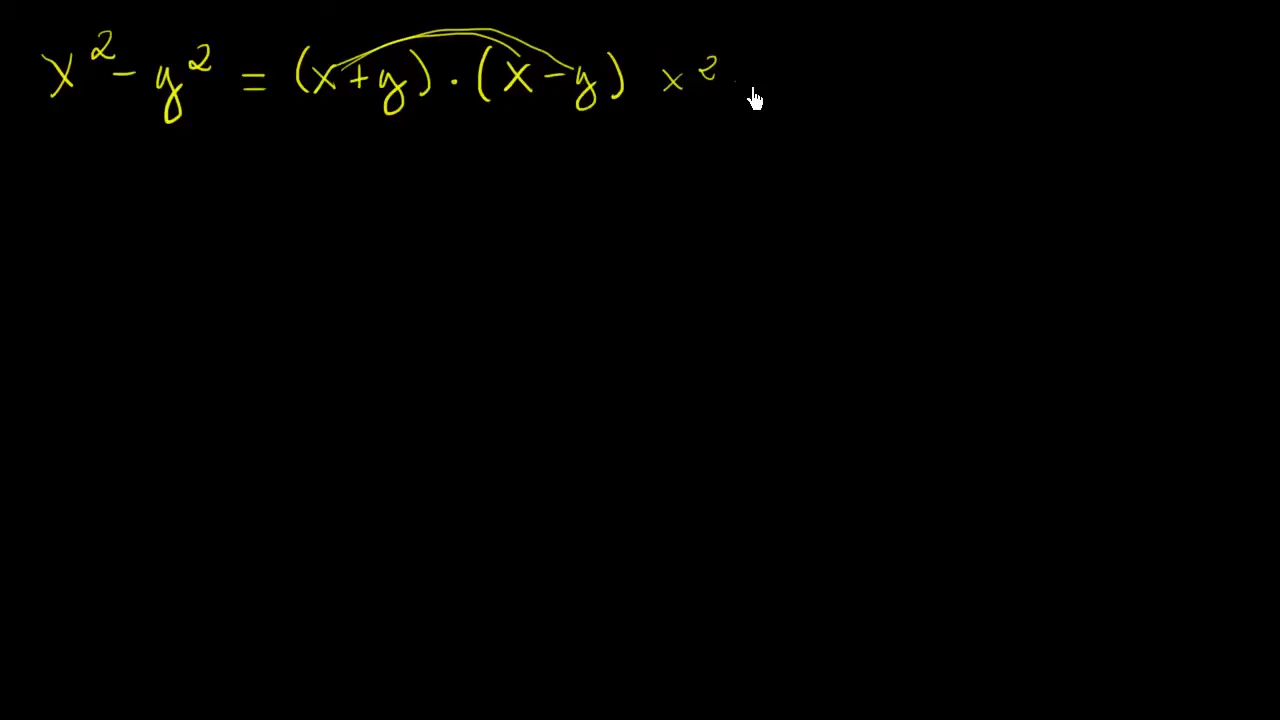 x² - y² = (x+y) · (x-y) x²